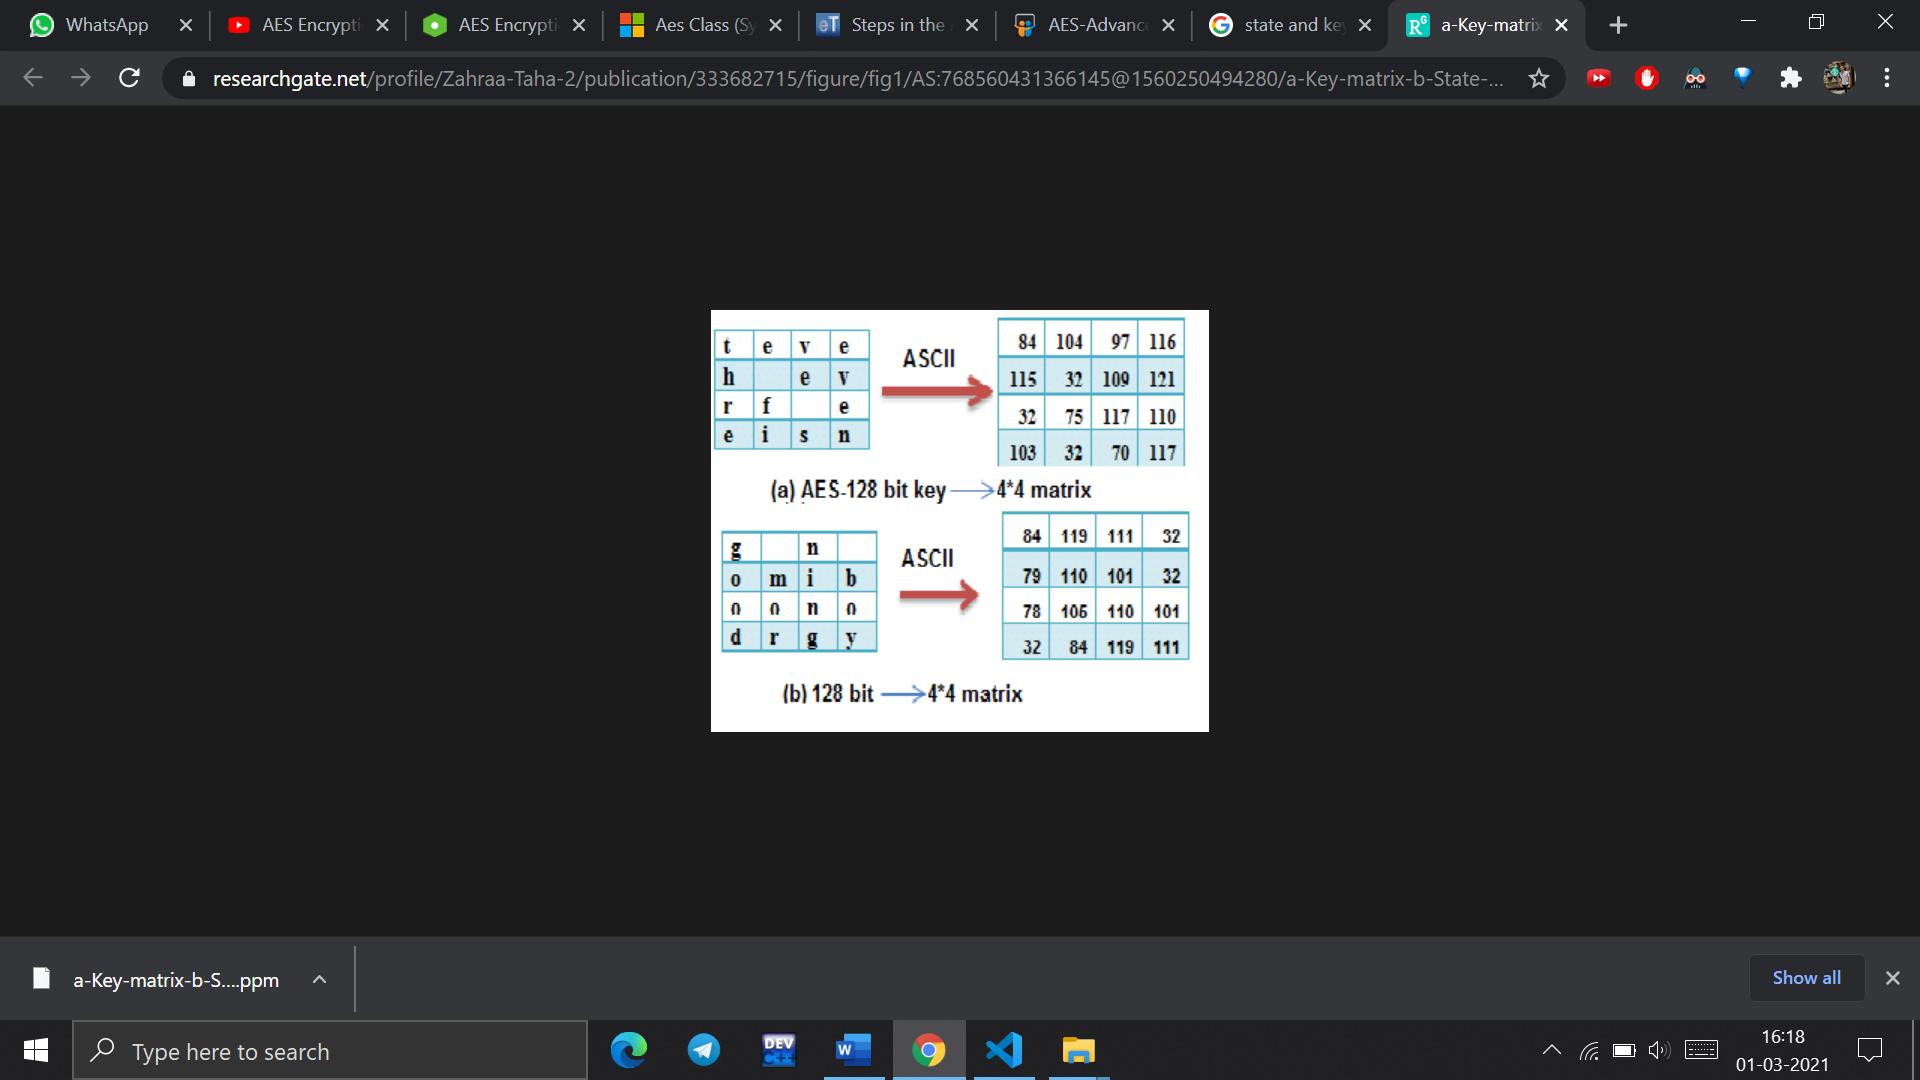 WhatsApp AES Encrypti AES Encrypti Aes Class (Sy eT Steps in the AES-Advanc state and key a-Key-matrix
researchgate.net/profile/Zahraa-Taha-2/publication/333682715/figure/fig1/AS:768560431366145@1560250494280/a-Key-matrix-b-State-...
t e v e
h e v
r f e
e i s n
ASCII
84 104 97 116
115 32 109 121
32 75 117 110
103 32 70 117
(a) AES-128 bit key 4*4 matrix
g n
o m i b
o o n o
d r g y
ASCII
84 119 111 32
79 110 101 32
78 105 110 101
32 84 119 111
(b) 128 bit 4*4 matrix
a-Key-matrix-b-S....ppm
Show all
Type here to search
DEV C++
W
16:18
01-03-2021